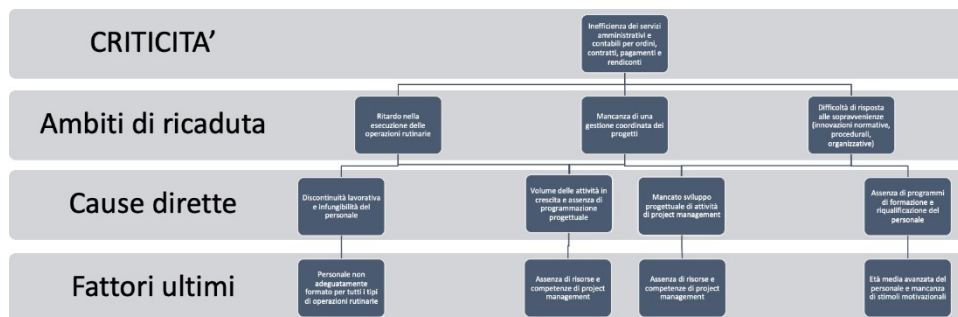 CRITICITA'
Inefficienza dei servizi
amministrativi e
contabili per ordini,
contratti, pagamenti e
rendiconti
Ambiti di ricaduta
Ritardo nella
esecuzione delle
operazioni rutinarie
Mancanza di una
gestione coordinata dei
progetti
Difficoltà di risposta
alle sopravvenienze
(innovazioni normative,
procedurali,
organizzative)
Cause dirette
Discontinuità lavorativa
e infungibilità del
personale
Volume delle attività in
crescita e assenza di
programmazione
progettuale
Mancato sviluppo
progettuale di attività
di project management
Assenza di programmi
di formazione e
riqualificazione del
personale
Fattori ultimi
Personale non
adeguatamente
formato per tutti i tipi
di operazioni rutinarie
Assenza di risorse e
competenze di project
management
Assenza di risorse e
competenze di project
management
Età media avanzata del
personale e mancanza
di stimoli motivazionali